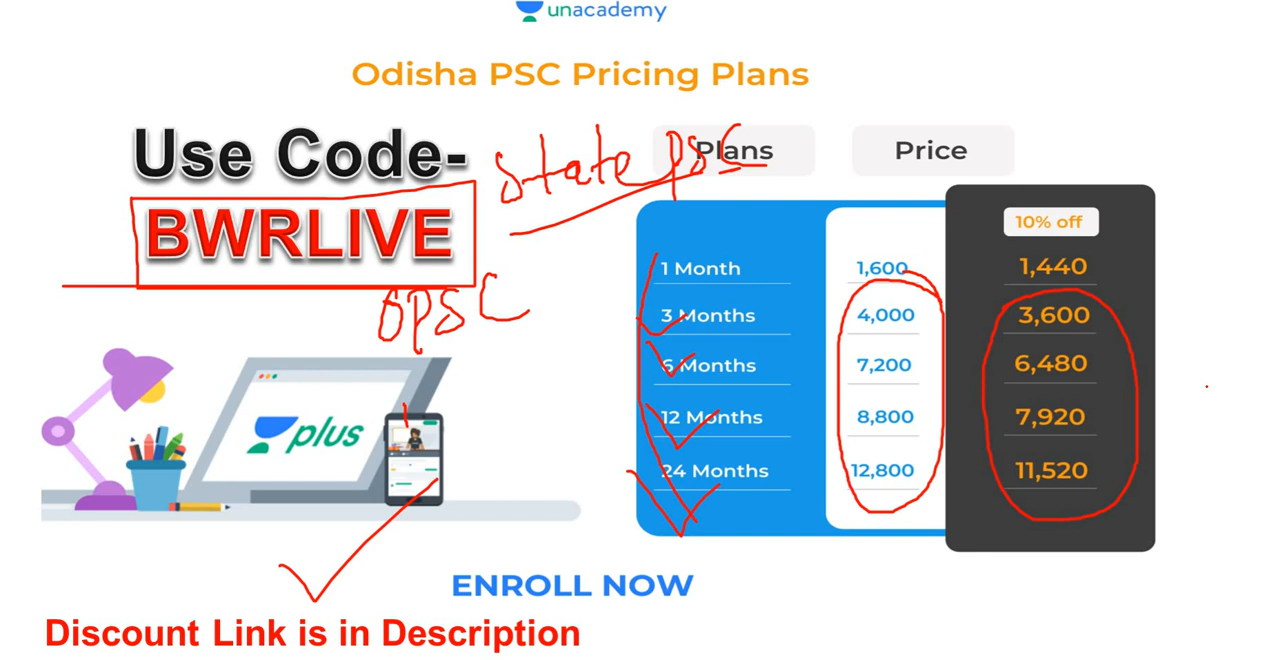 unacademy
Odisha PSC Pricing Plans
Use Code-
BWRLIVE
State PSC
OPSC
Plans Price
10% off
1 Month 1,600 1,440
3 Months 4,000 3,600
6 Months 7,200 6,480
12 Months 8,800 7,920
24 Months 12,800 11,520
plus
ENROLL NOW
Discount Link is in Description